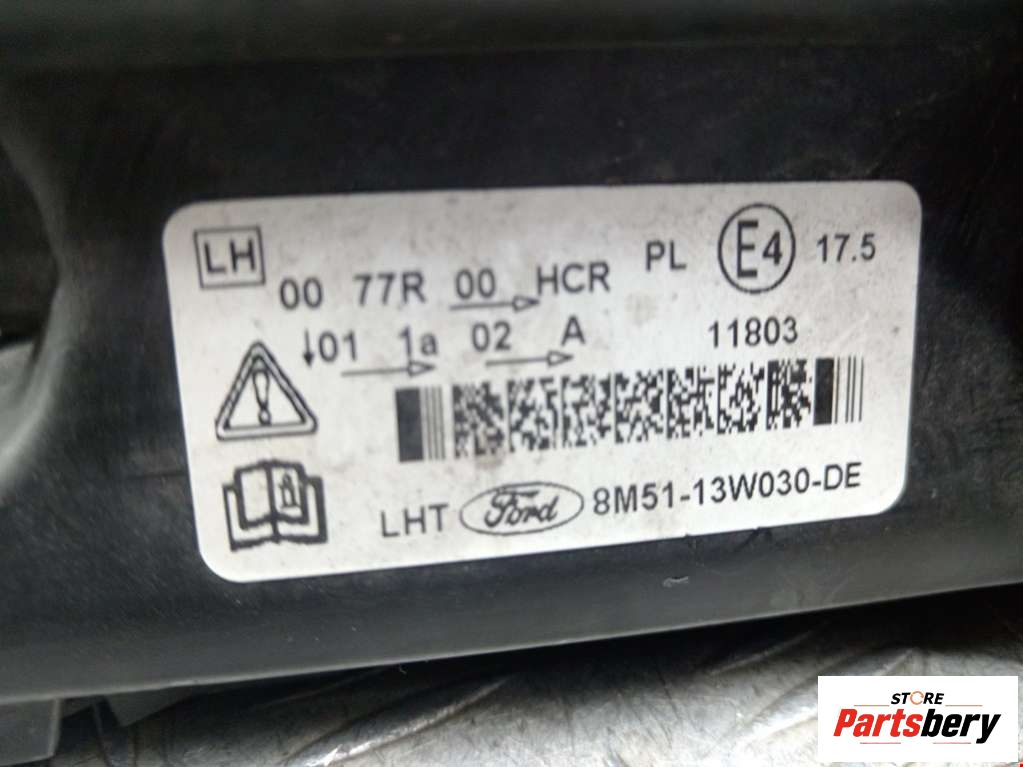 LH
00 77R 00 HCR PL E4 17.5
↓01 1a 02 A 11803
LHT Ford 8M51-13W030-DE
STORE
Partsbery